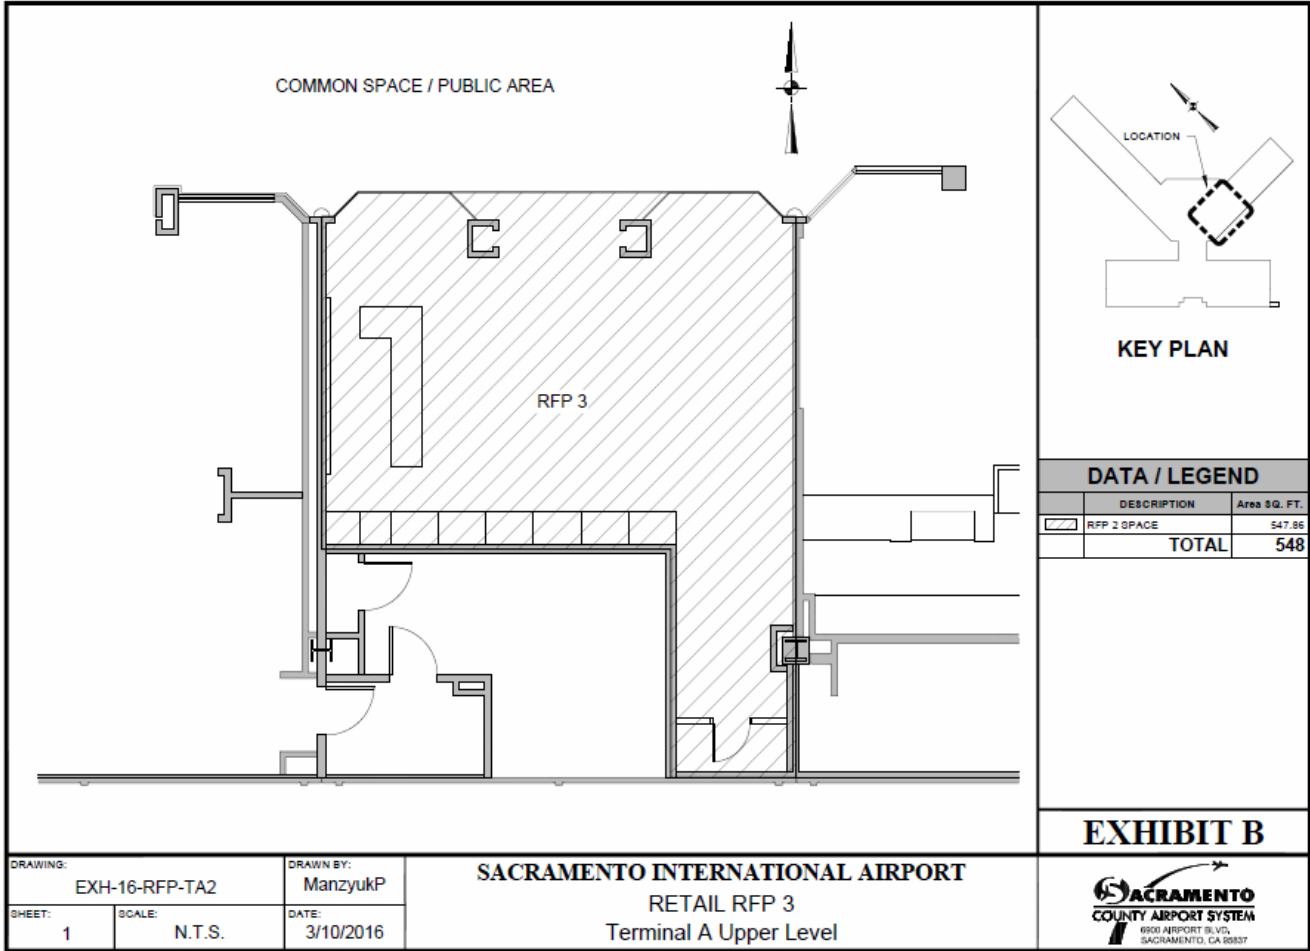 COMMON SPACE / PUBLIC AREA
RFP 3
LOCATION
KEY PLAN
DATA / LEGEND
DESCRIPTION Area SQ. FT.
RFP 2 SPACE 547.86
TOTAL 548
EXHIBIT B
DRAWING:
EXH-16-RFP-TA2
DRAWN BY:
ManzyukP
SHEET:
1
SCALE:
N.T.S.
DATE:
3/10/2016
SACRAMENTO INTERNATIONAL AIRPORT
RETAIL RFP 3
Terminal A Upper Level
SACRAMENTO
COUNTY AIRPORT SYSTEM
6900 AIRPORT BLVD,
SACRAMENTO, CA 95837